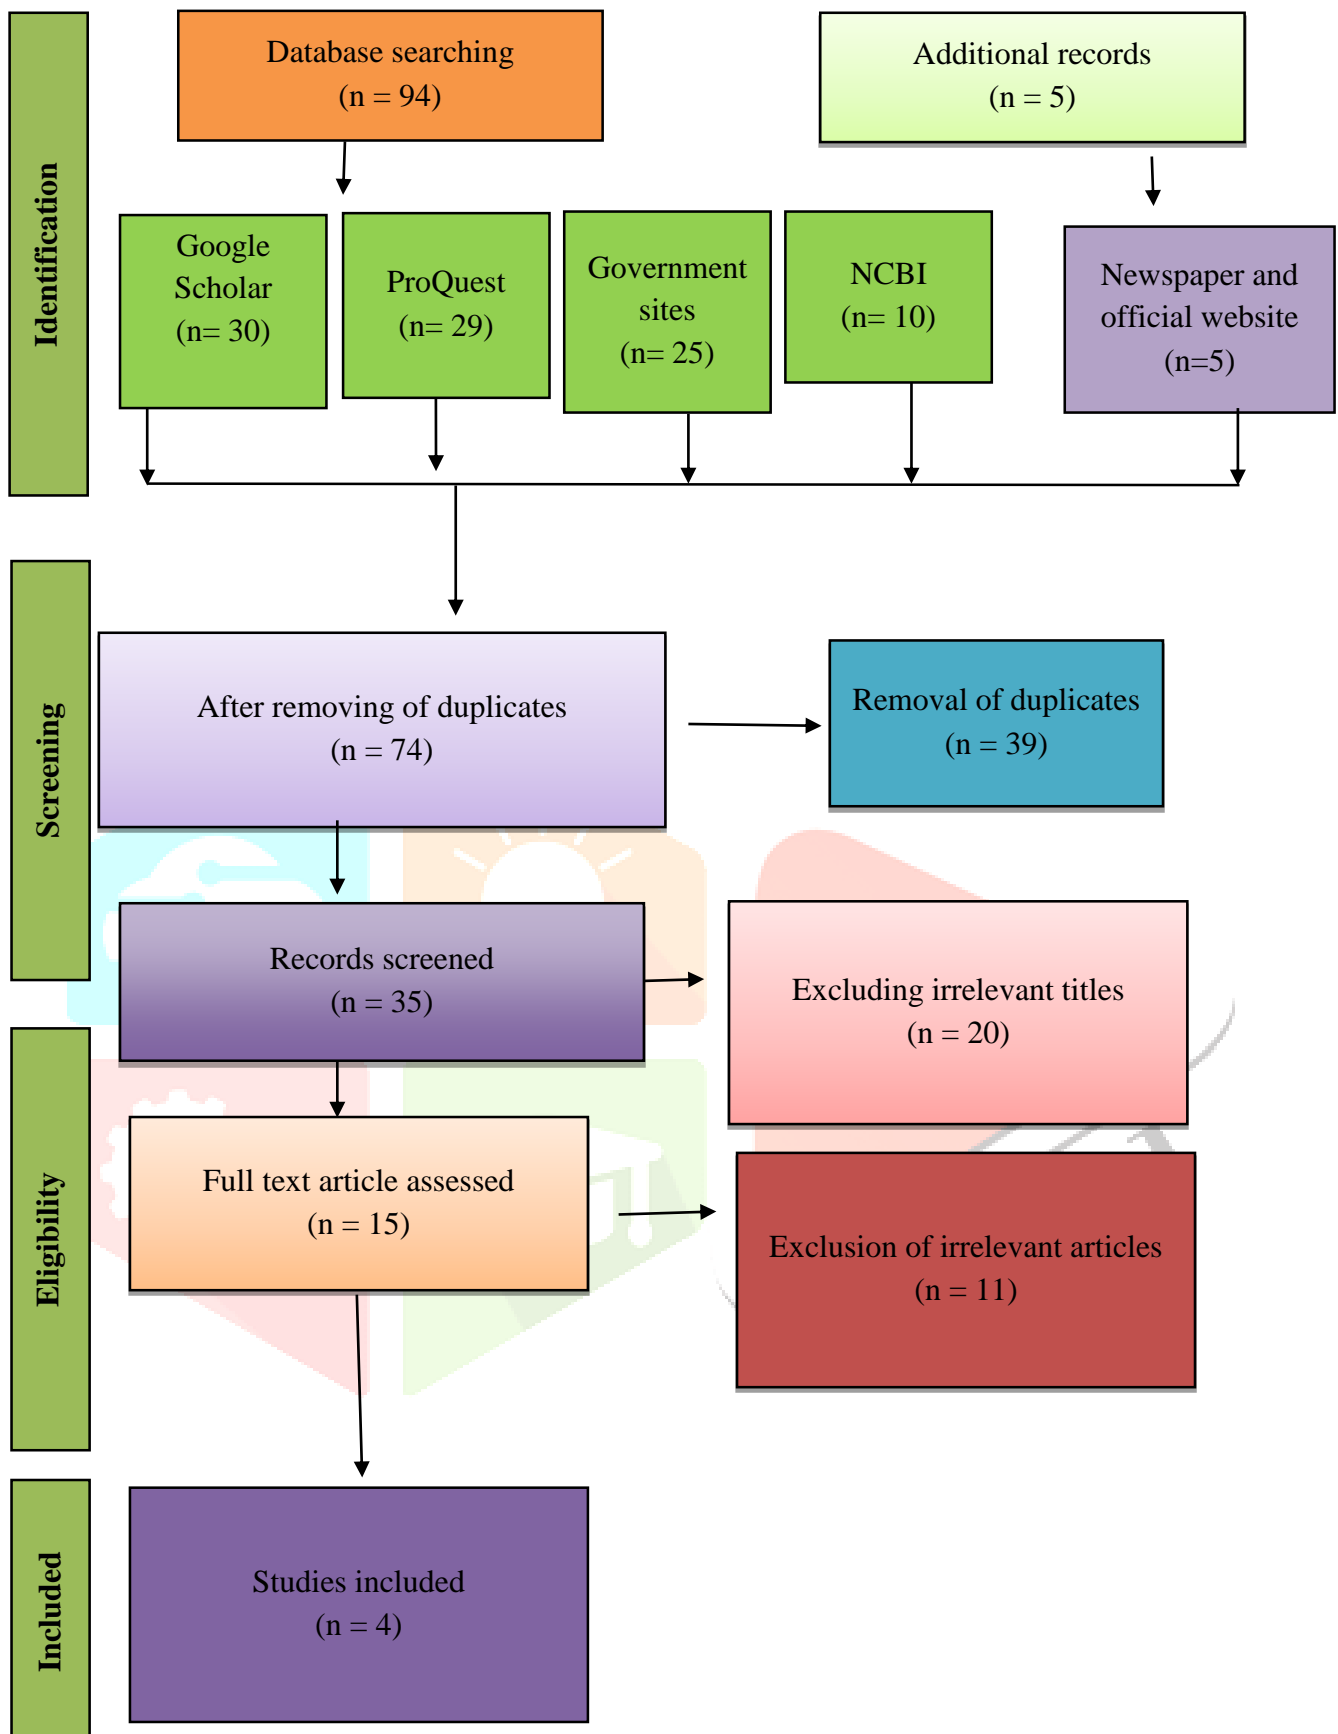 Identification
Database searching
(n = 94)
Additional records
(n = 5)
Google
Scholar
(n= 30)
ProQuest
(n= 29)
Government
sites
(n= 25)
NCBI
(n= 10)
Newspaper and
official website
(n=5)
Screening
After removing of duplicates
(n = 74)
Removal of duplicates
(n = 39)
Records screened
(n = 35)
Excluding irrelevant titles
(n = 20)
Eligibility
Full text article assessed
(n = 15)
Exclusion of irrelevant articles
(n = 11)
Included
Studies included
(n = 4)